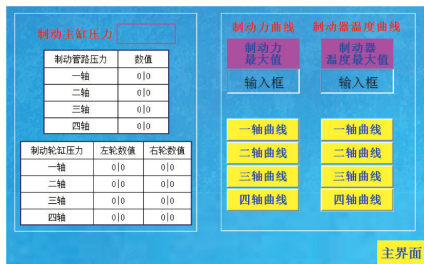 制动主缸压力
制动管路压力 数值
一轴 0|0
二轴 0|0
三轴 0|0
四轴 0|0
制动轮缸压力 左轮数值 右轮数值
一轴 0|0 0|0
二轴 0|0 0|0
三轴 0|0 0|0
四轴 0|0 0|0
制动力曲线 制动器温度曲线
制动力 制动器
最大值 温度最大值
输入框 输入框
一轴曲线 一轴曲线
二轴曲线 二轴曲线
三轴曲线 三轴曲线
四轴曲线 四轴曲线
主界面